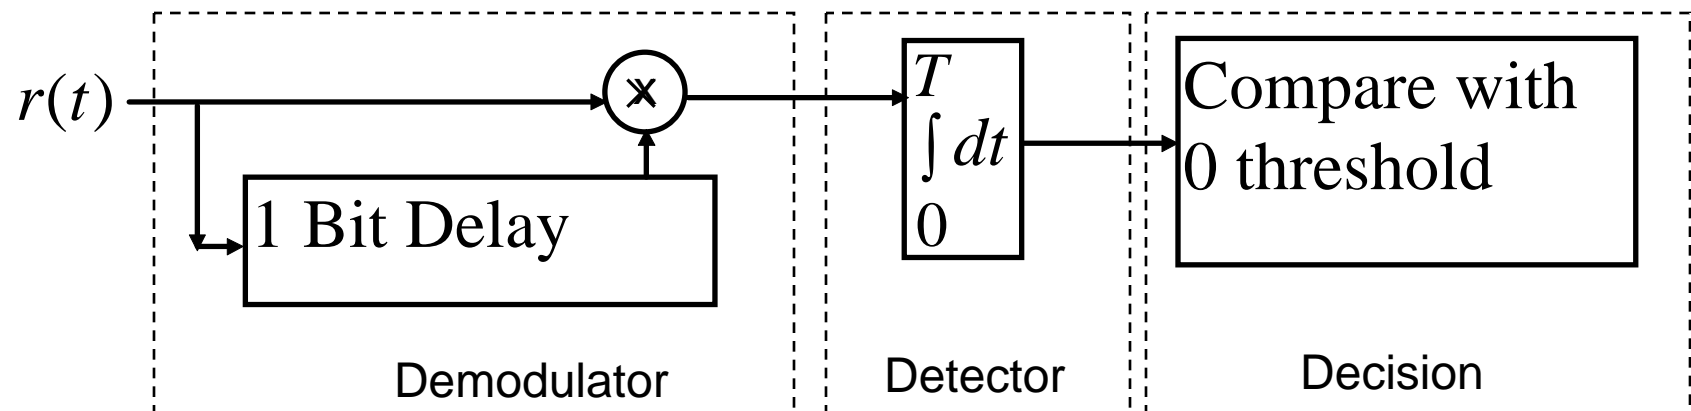 r(t)
x
1 Bit Delay
Demodulator
T
∫ dt
0
Detector
Compare with
0 threshold
Decision